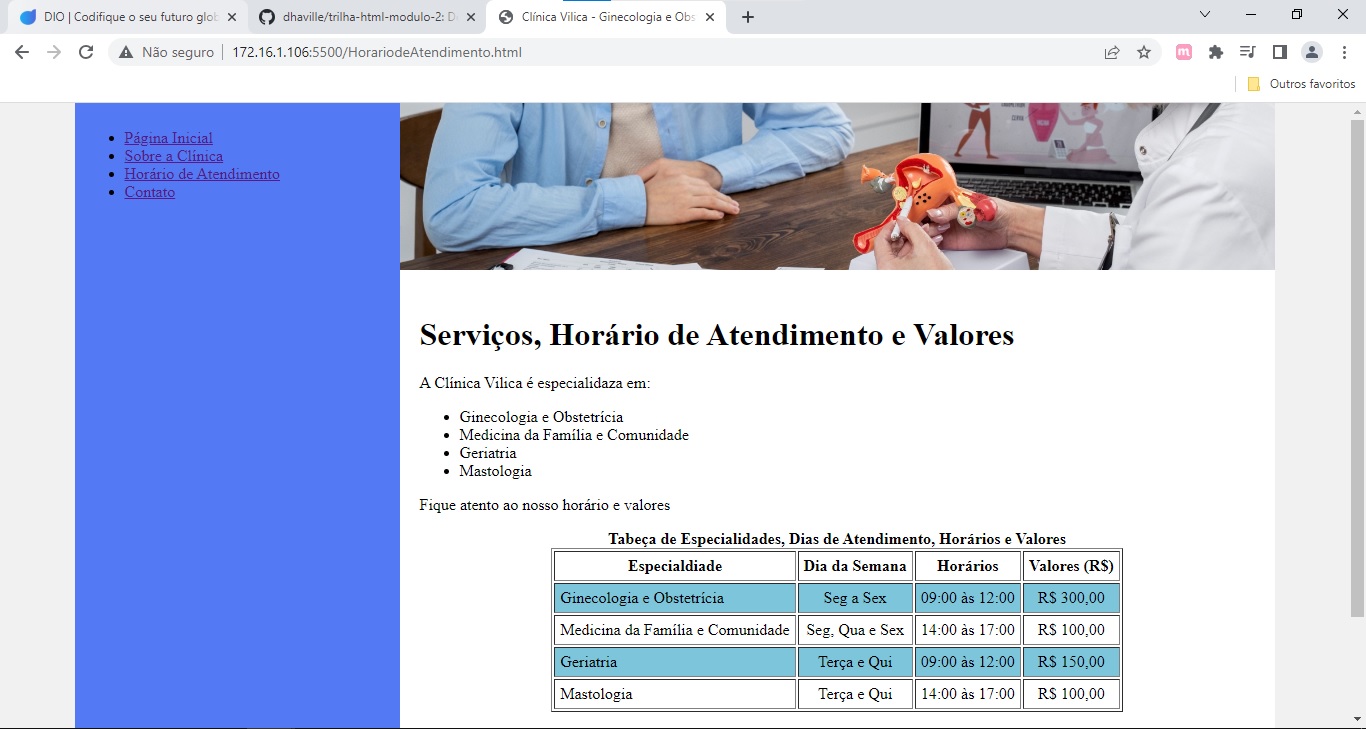 DIO | Codifique o seu futuro glob
dhaville/trilha-html-modulo-2: D
Clínica Vilica - Ginecologia e Obs
Não seguro | 172.16.1.106:5500/HorariodeAtendimento.html
Outros favoritos
Página Inicial
Sobre a Clínica
Horário de Atendimento
Contato
Serviços, Horário de Atendimento e Valores
A Clínica Vilica é especialidaza em:
Ginecologia e Obstetrícia
Medicina da Família e Comunidade
Geriatria
Mastologia
Fique atento ao nosso horário e valores
Tabeça de Especialidades, Dias de Atendimento, Horários e Valores
Especialdiade Dia da Semana Horários Valores (R$)
Ginecologia e Obstetrícia Seg a Sex 09:00 às 12:00 R$ 300,00
Medicina da Família e Comunidade Seg, Qua e Sex 14:00 às 17:00 R$ 100,00
Geriatria Terça e Qui 09:00 às 12:00 R$ 150,00
Mastologia Terça e Qui 14:00 às 17:00 R$ 100,00